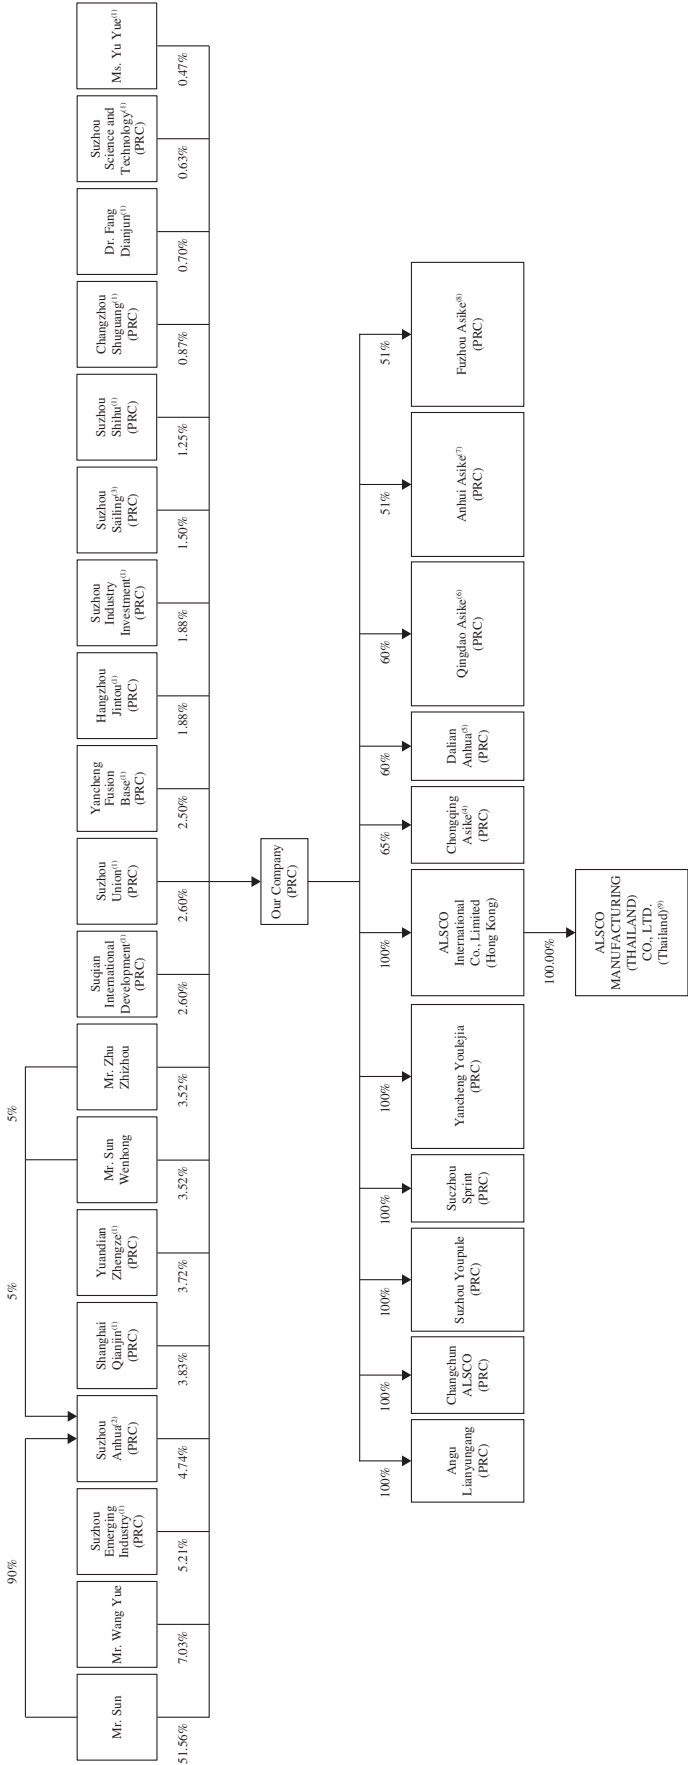 90%
5%
5%
Mr. Sun
Mr. Wang Yue
Suzhou
Emerging
Industry(1)
(PRC)
Suzhou
Anhua(2)
(PRC)
Shanghai
Qianjin(1)
(PRC)
Yuandian
Zhengze(1)
(PRC)
Mr. Sun
Wenhong
Mr. Zhu
Zhizhou
Suqian
International
Development(1)
(PRC)
Suzhou
Union(1)
(PRC)
Yancheng
Fusion
Base(1)
(PRC)
Hangzhou
Jintou(1)
(PRC)
Suzhou
Industry
Investment(1)
(PRC)
Suzhou
Sailing(3)
(PRC)
Suzhou
Shihu(1)
(PRC)
Changzhou
Shuguang(1)
(PRC)
Dr. Fang
Dianjun(1)
Suzhou
Science and
Technology(1)
(PRC)
Ms. Yu Yue(1)
51.56%
7.03%
5.21%
4.74%
3.83%
3.72%
3.52%
3.52%
2.60%
2.60%
2.50%
1.88%
1.88%
1.50%
1.25%
0.87%
0.70%
0.63%
0.47%
Our Company
(PRC)
100%
100%
100%
100%
100%
100%
65%
60%
60%
51%
51%
Angu
Lianyungang
(PRC)
Changchun
ALSCO
(PRC)
Suzhou Youpule
(PRC)
Suczhou
Sprint
(PRC)
Yancheng Youlejia
(PRC)
ALSCO
International
Co., Limited
(Hong Kong)
Chongqing
Asike(4)
(PRC)
Dalian
Anhua(5)
(PRC)
Qingdao Asike(6)
(PRC)
Anhui Asike(7)
(PRC)
Fuzhou Asike(8)
(PRC)
100.00%
ALSCO
MANUFACTURING
(THAILAND)
CO., LTD.
(Thailand)(9)